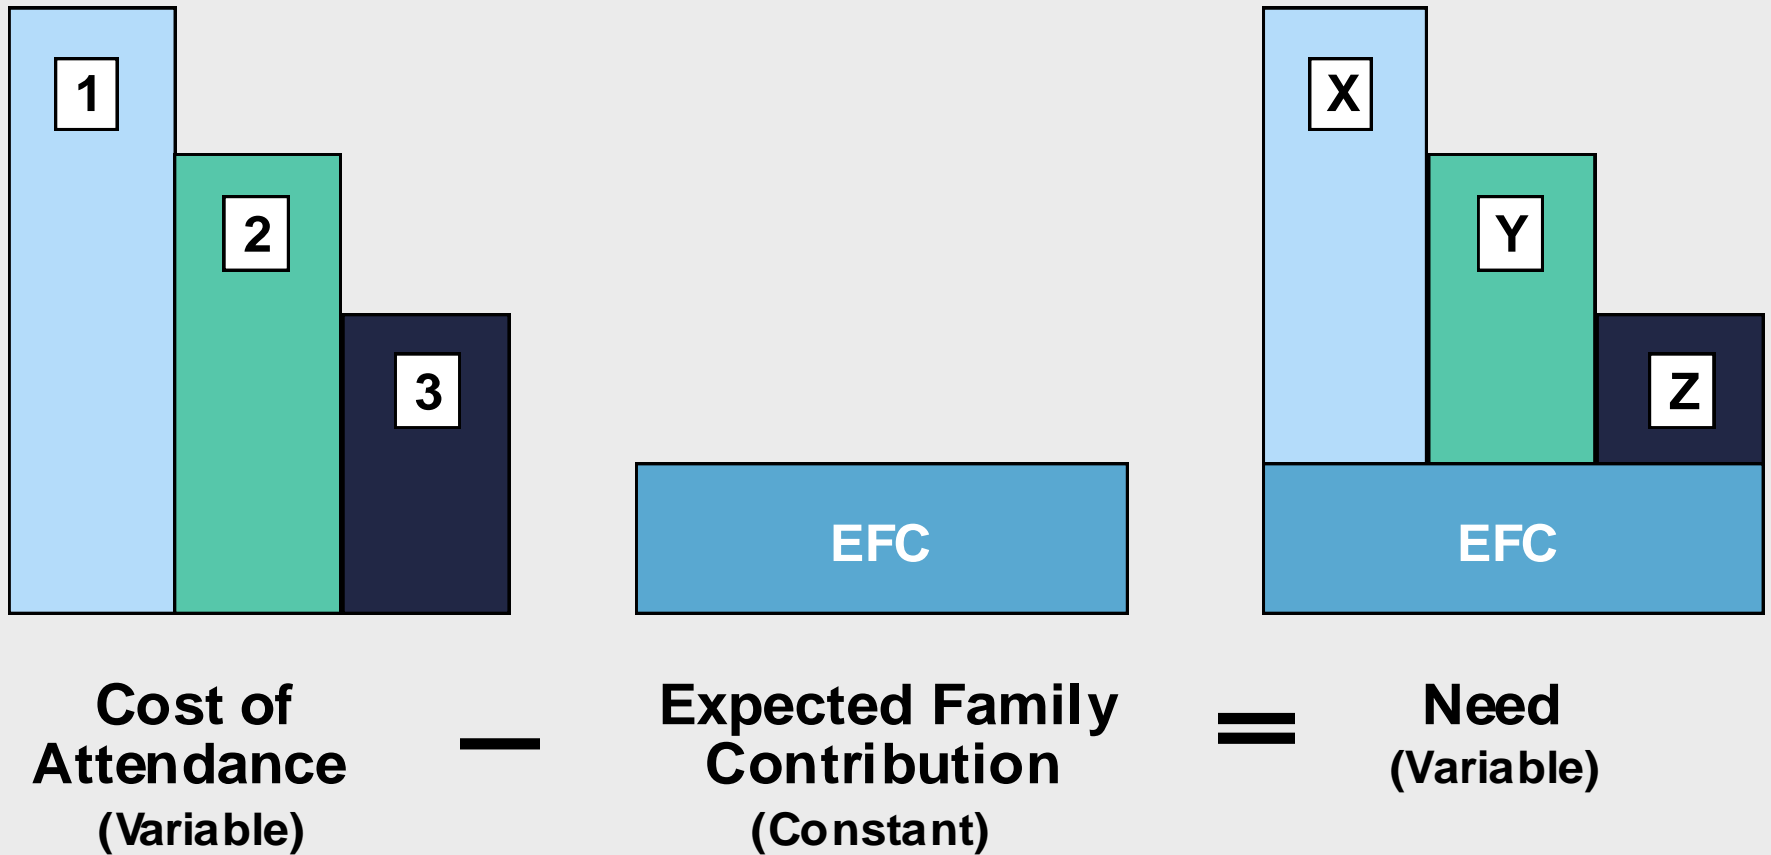 1
2
3
EFC
X
Y
Z
EFC
Cost of
Attendance
(Variable)
—
Expected Family
Contribution
(Constant)
=
Need
(Variable)